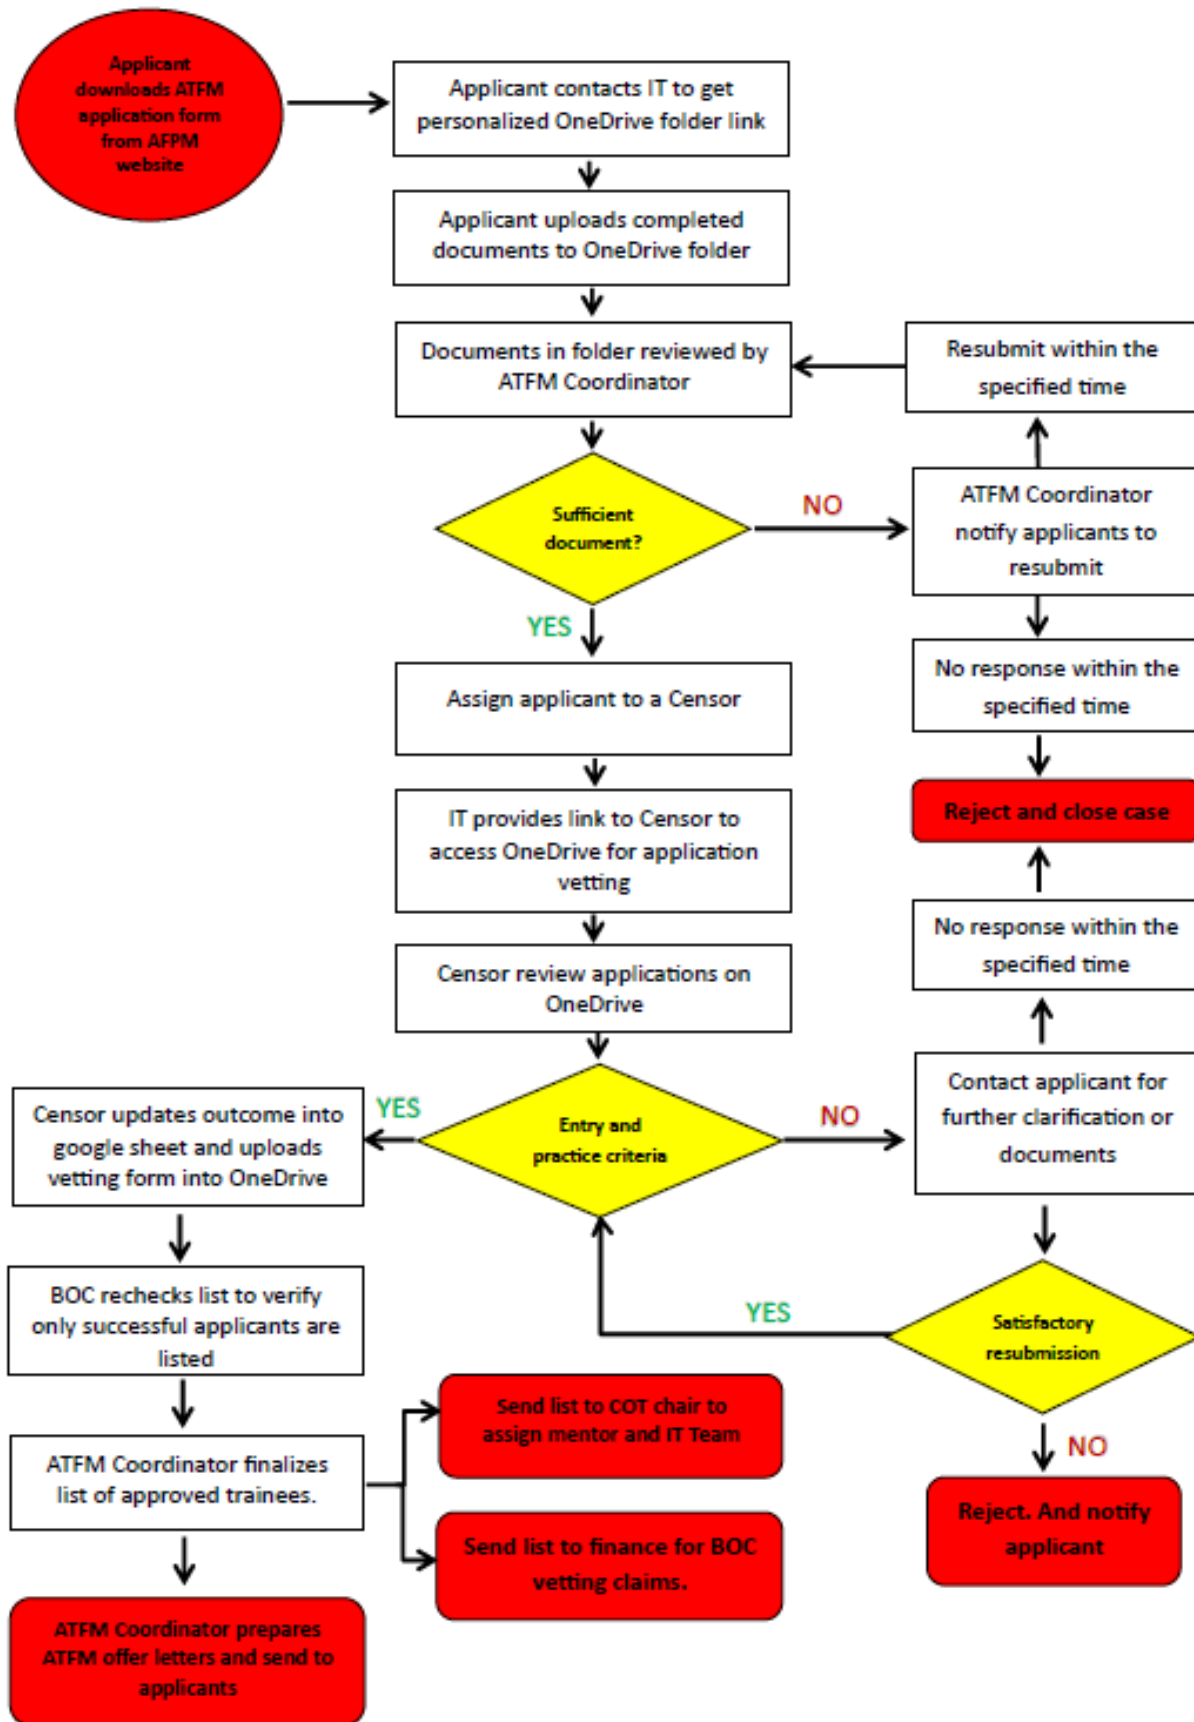 Applicant
downloads ATFM
application form
from AFPM
website
Applicant contacts IT to get
personalized OneDrive folder link
Applicant uploads completed
documents to OneDrive folder
Documents in folder reviewed by
ATFM Coordinator
Resubmit within the
specified time
Sufficient
document?
NO
ATFM Coordinator
notify applicants to
resubmit
YES
No response within the
specified time
Assign applicant to a Censor
Reject and close case
IT provides link to Censor to
access OneDrive for application
vetting
No response within the
specified time
Censor review applications on
OneDrive
Entry and
practice criteria
YES
NO
Contact applicant for
further clarification or
documents
Censor updates outcome into
google sheet and uploads
vetting form into OneDrive
BOC rechecks list to verify
only successful applicants are
listed
YES
Satisfactory
resubmission
NO
Reject. And notify
applicant
ATFM Coordinator finalizes
list of approved trainees.
Send list to COT chair to
assign mentor and IT Team
Send list to finance for BOC
vetting claims.
ATFM Coordinator prepares
ATFM offer letters and send to
applicants